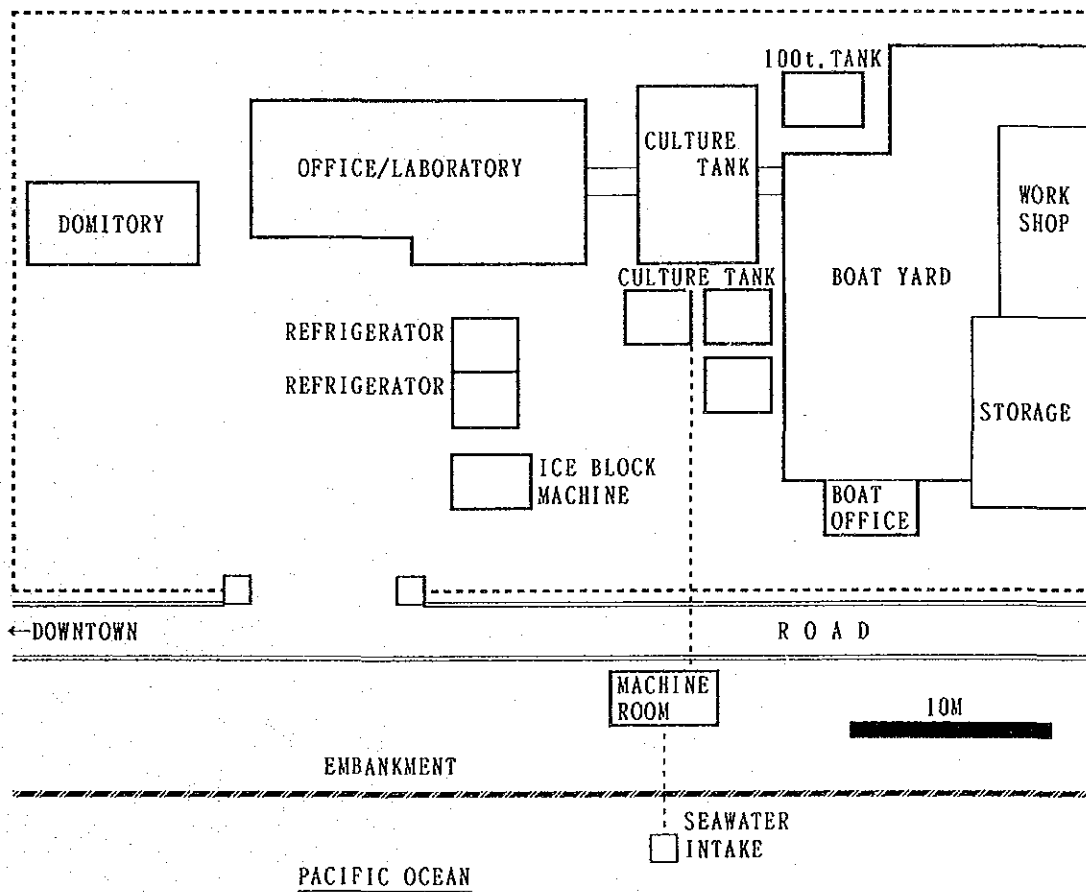 100t. TANK
CULTURE
TANK
OFFICE/LABORATORY
WORK
SHOP
DOMITORY
BOAT YARD
CULTURE TANK
REFRIGERATOR
REFRIGERATOR
STORAGE
ICE BLOCK
MACHINE
BOAT
OFFICE
←DOWNTOWN
ROAD
MACHINE
ROOM
10M
EMBANKMENT
SEAWATER
INTAKE
PACIFIC OCEAN